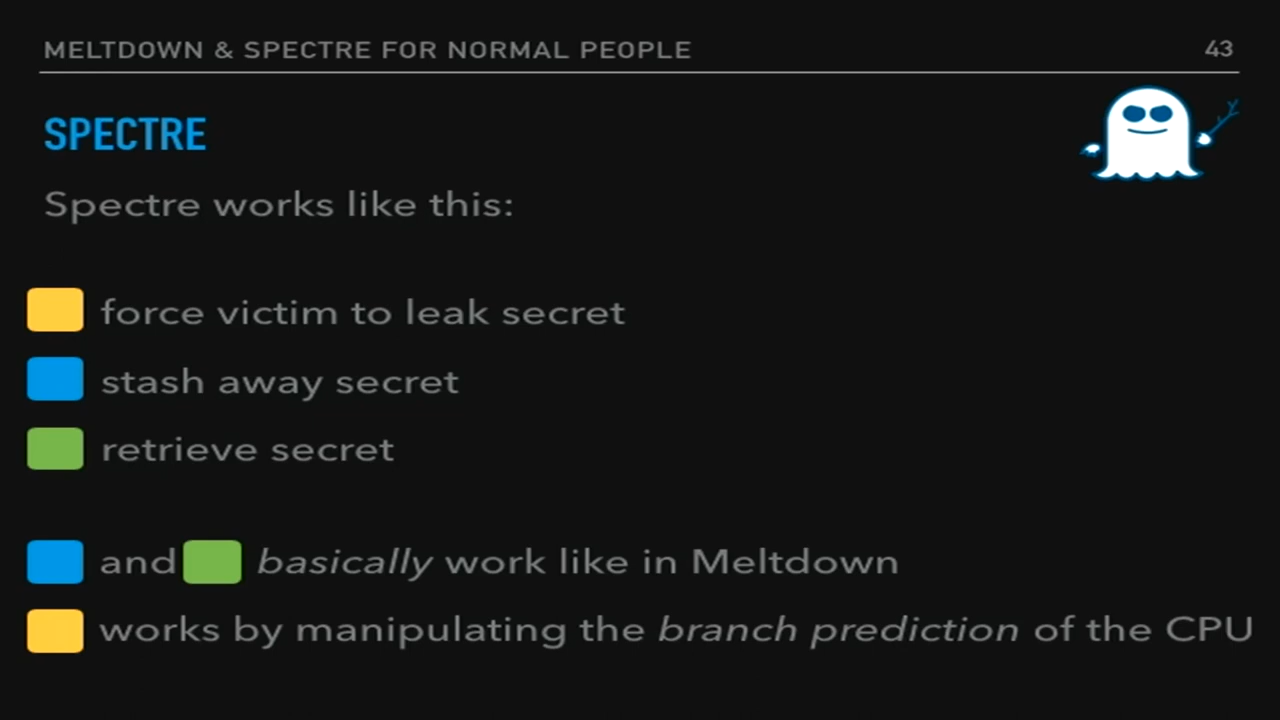 MELTDOWN & SPECTRE FOR NORMAL PEOPLE 43
SPECTRE
Spectre works like this:
force victim to leak secret
stash away secret
retrieve secret
and basically work like in Meltdown
works by manipulating the branch prediction of the CPU